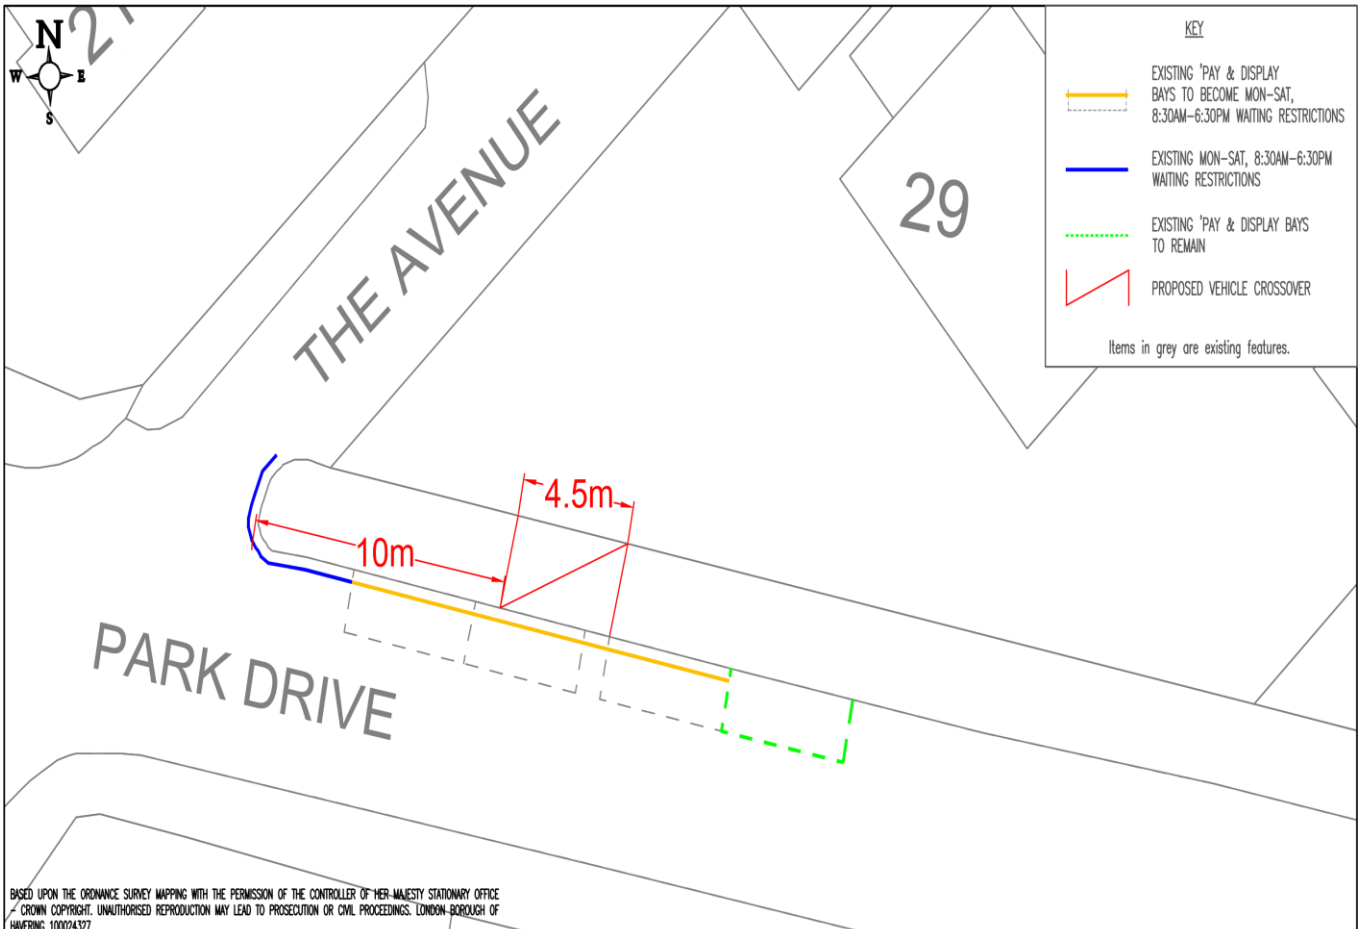 N
W
E
S
21
THE AVENUE
29
4.5m
10m
PARK DRIVE
KEY
EXISTING 'PAY & DISPLAY
BAYS TO BECOME MON-SAT,
8:30AM-6:30PM WAITING RESTRICTIONS
EXISTING MON-SAT, 8:30AM-6:30PM
WAITING RESTRICTIONS
EXISTING 'PAY & DISPLAY BAYS
TO REMAIN
PROPOSED VEHICLE CROSSOVER
Items in grey are existing features.
BASED UPON THE ORDNANCE SURVEY MAPPING WITH THE PERMISSION OF THE CONTROLLER OF HER MAJESTY STATIONARY OFFICE
- CROWN COPYRIGHT. UNAUTHORISED REPRODUCTION MAY LEAD TO PROSECUTION OR CIVIL PROCEEDINGS. LONDON BOROUGH OF
HAVERING 100024327